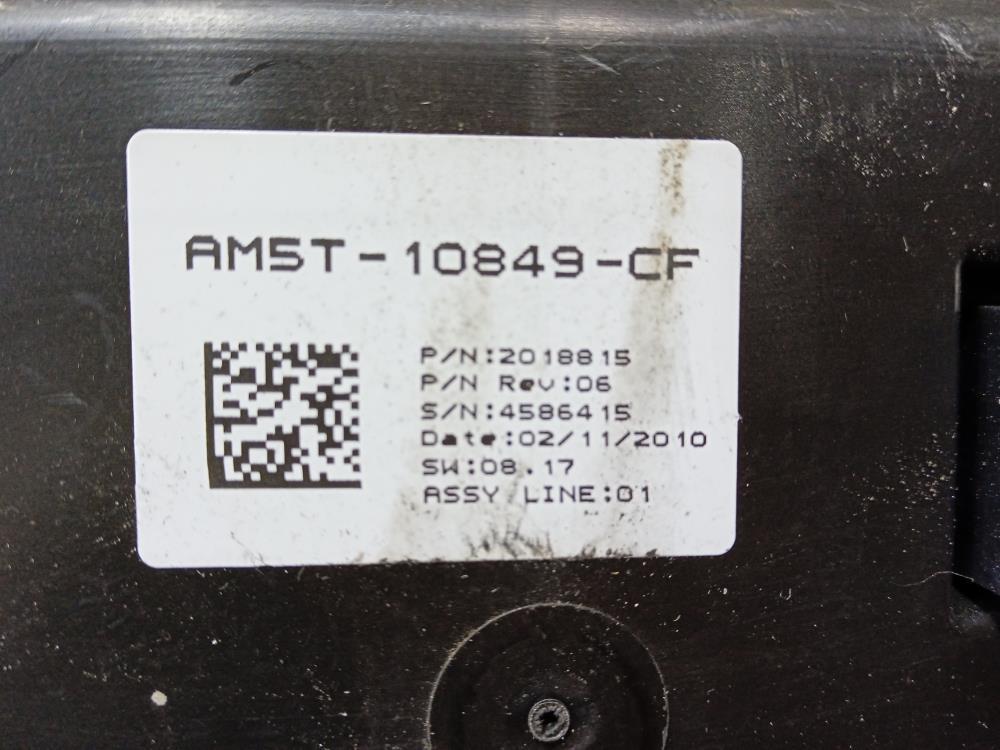 AM5T-10849-CF
P/N:2018815
P/N Rev:06
S/N:4586415
Date:02/11/2010
SW:08.17
ASSY LINE:01